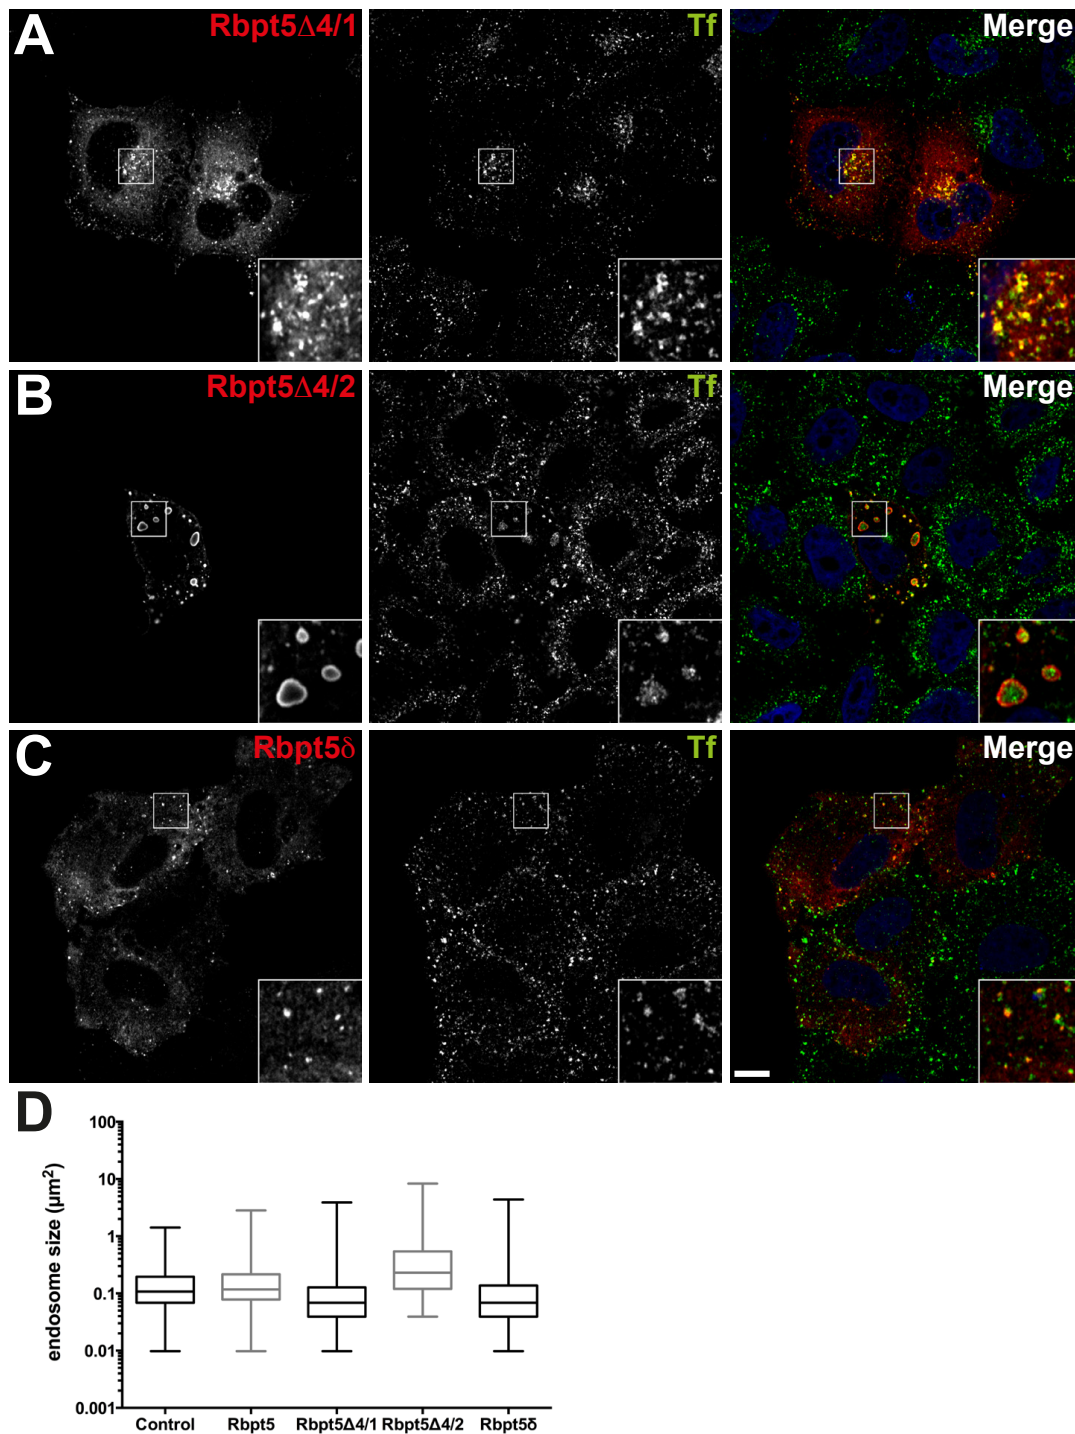 A Rbpt5Δ4/1 Tf Merge
B Rbpt5Δ4/2 Tf Merge
C Rbpt5δ Tf Merge
D
endosome size (µm²)
100
10
1
0.1
0.01
0.001
Control Rbpt5 Rbpt5Δ4/1 Rbpt5Δ4/2 Rbpt5δ